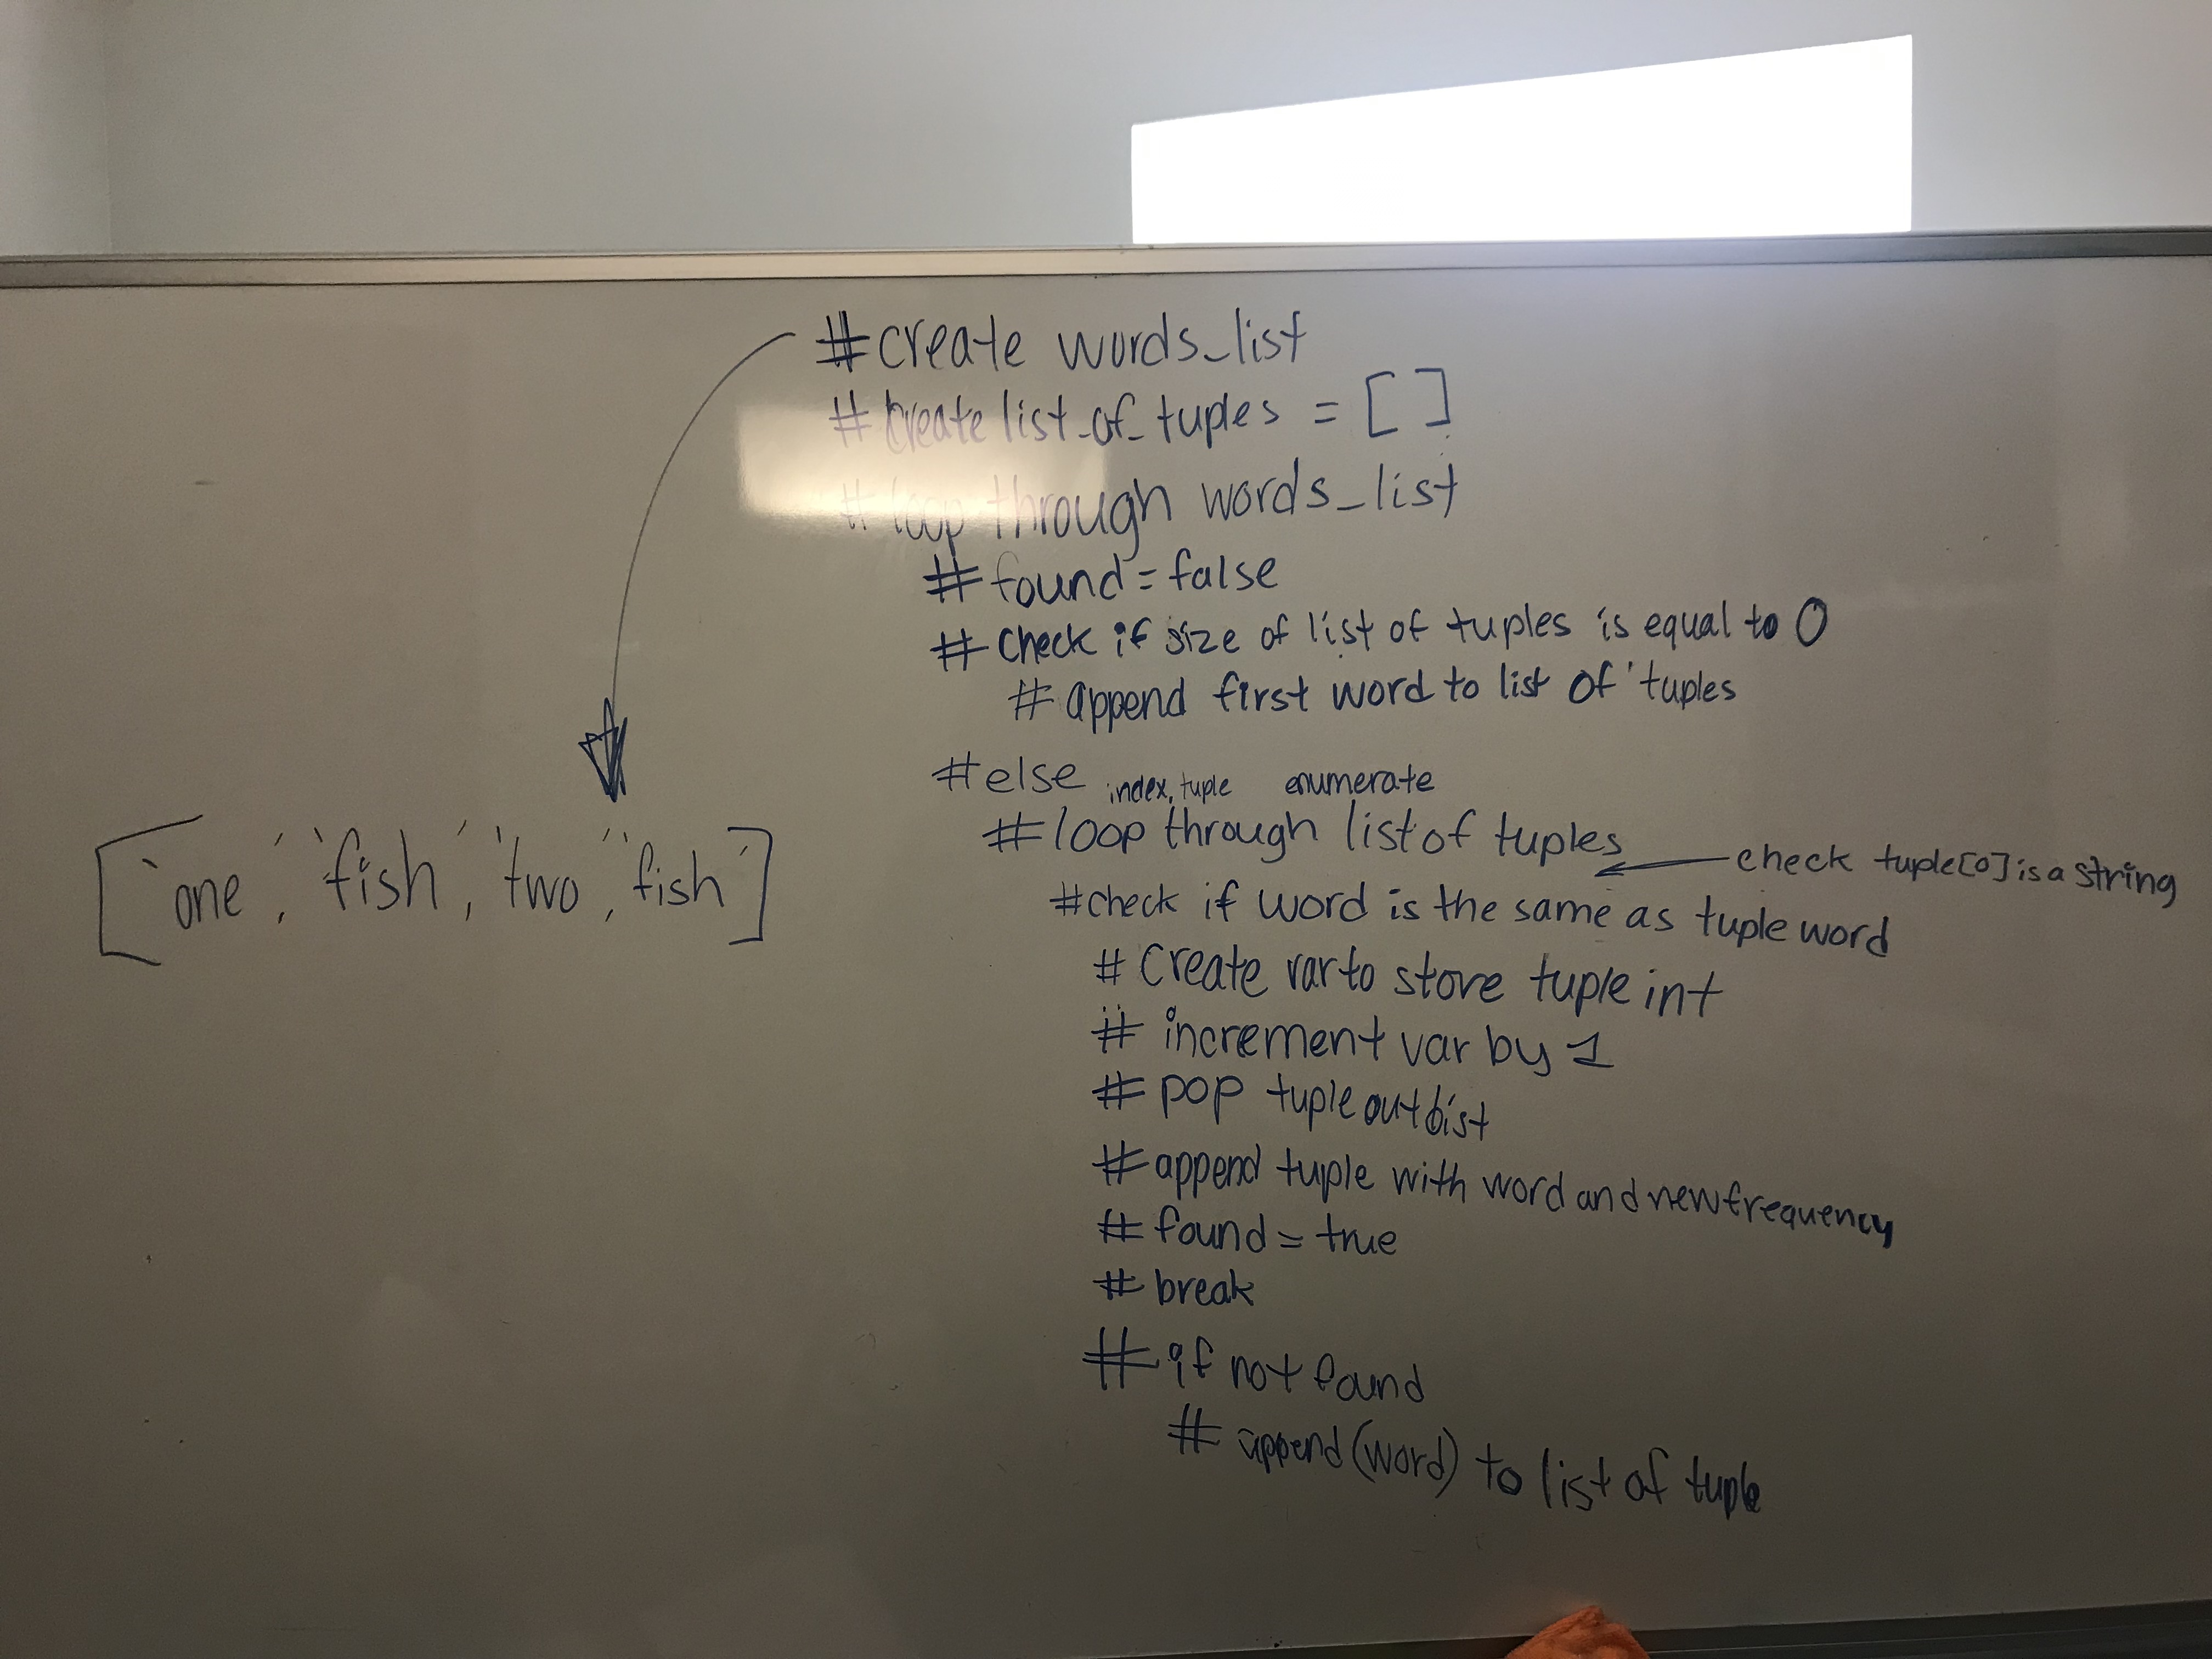 #create words_list
# create list_of_tuples = []
# loop through words_list
# found = false
# check if size of list of tuples is equal to 0
# append first word to list of tuples
#else
index, tuple enumerate
#loop through list of tuples
check tuple[0] is a string
#check if word is the same as tuple word
['one', 'fish', 'two', 'fish']
# Create var to store tuple int
# increment var by 1
# pop tuple out list
#append tuple with word and new frequency
# found = true
# break
# if not found
# append (word) to list of tuple